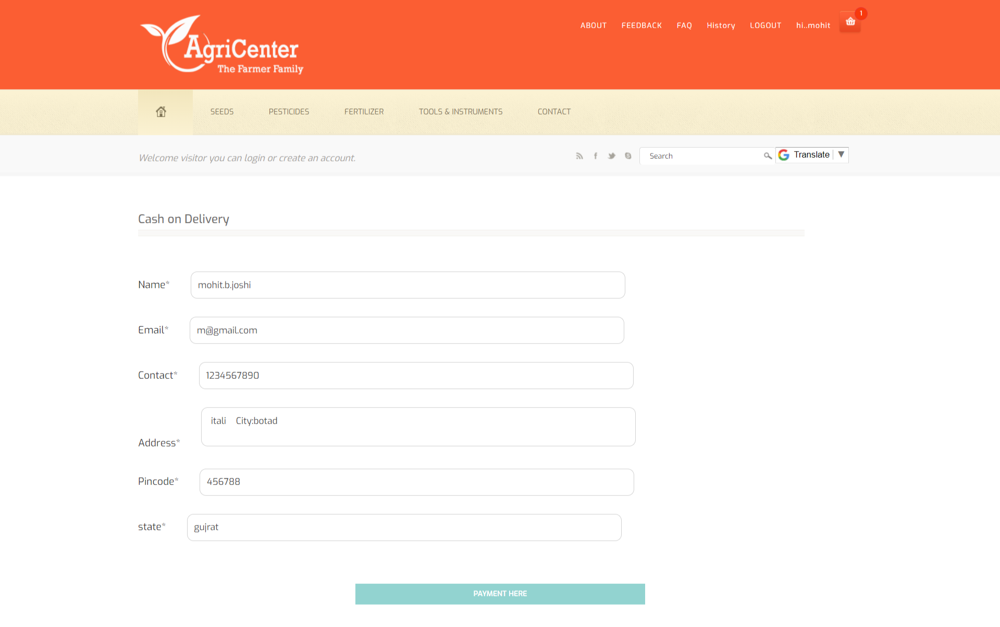 AgriCenter
The Farmer Family
ABOUT FEEDBACK FAQ History LOGOUT hi..mohit 1
SEEDS PESTICIDES FERTILIZER TOOLS & INSTRUMENTS CONTACT
Welcome visitor you can login or create an account.
Search
Translate ▼
Cash on Delivery
Name* mohit.b.joshi
Email* m@gmail.com
Contact* 1234567890
itali City:botad
Address*
Pincode* 456788
state* gujrat
PAYMENT HERE